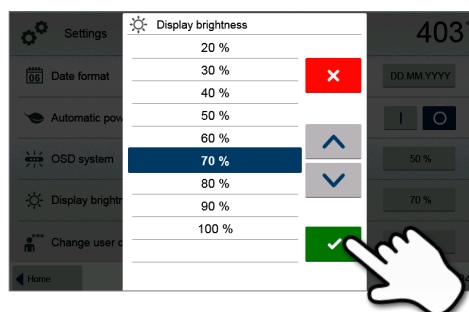 Settings
Display brightness
403
20 %
30 %
40 %
50 %
60 %
70 %
80 %
90 %
100 %
06 Date format
DD.MM.YYYY
Automatic pow
I O
OSD system
50 %
Display brightn
70 %
Change user c
Home